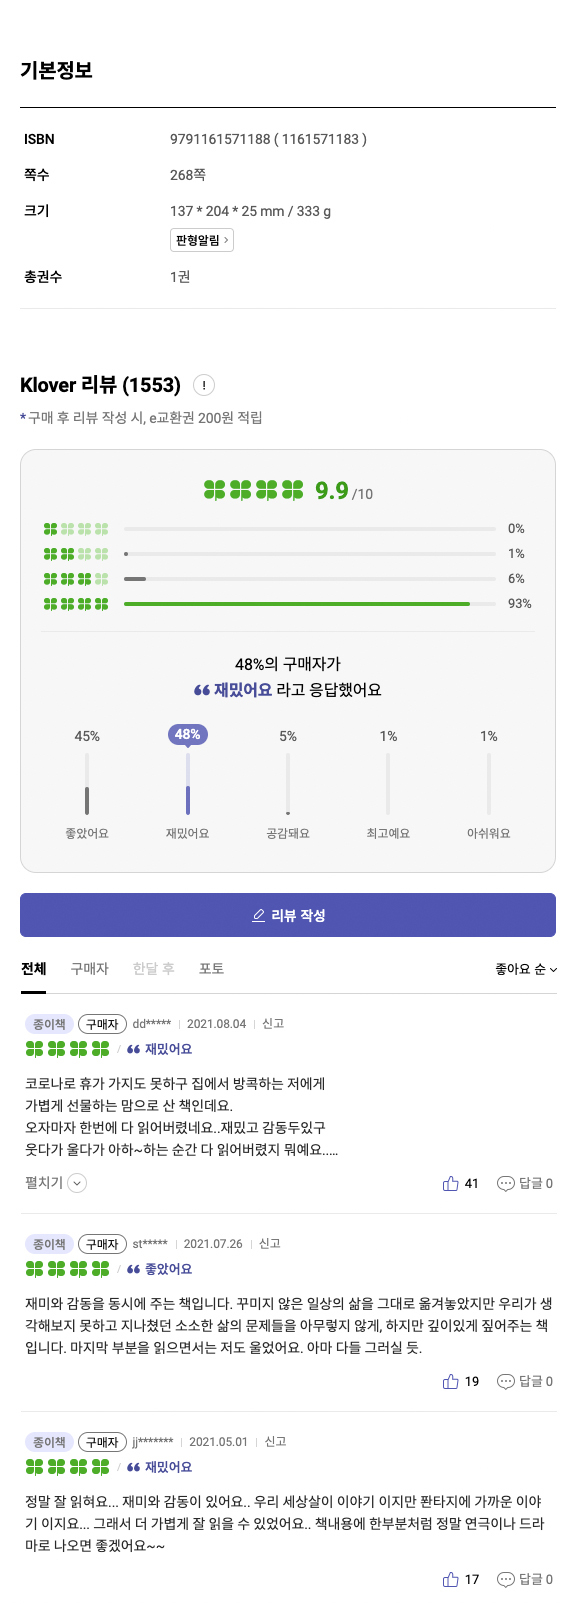 기본정보
ISBN 9791161571188 ( 1161571183 )
쪽수 268쪽
크기 137 * 204 * 25 mm / 333 g
판형알림 >
총권수 1권
Klover 리뷰 (1553) !
* 구매 후 리뷰 작성 시, e교환권 200원 적립
9.9 /10
0%
1%
6%
93%
48%의 구매자가
❝ 재밌어요 라고 응답했어요
45% 48% 5% 1% 1%
좋았어요 재밌어요 공감돼요 최고예요 아쉬워요
리뷰 작성
전체 구매자 한달 후 포토 좋아요 순
종이책 구매자 dd***** 2021.08.04 신고
/ ❝ 재밌어요
코로나로 휴가 가지도 못하구 집에서 방콕하는 저에게
가볍게 선물하는 맘으로 산 책인데요.
오자마자 한번에 다 읽어버렸네요..재밌고 감동두있구
웃다가 울다가 아하~하는 순간 다 읽어버렸지 뭐예요.....
펼치기 41 답글 0
종이책 구매자 st***** 2021.07.26 신고
/ ❝ 좋았어요
재미와 감동을 동시에 주는 책입니다. 꾸미지 않은 일상의 삶을 그대로 옮겨놓았지만 우리가 생
각해보지 못하고 지나쳤던 소소한 삶의 문제들을 아무렇지 않게, 하지만 깊이있게 짚어주는 책
입니다. 마지막 부분을 읽으면서는 저도 울었어요. 아마 다들 그러실 듯.
19 답글 0
종이책 구매자 jj******* 2021.05.01 신고
/ ❝ 재밌어요
정말 잘 읽혀요... 재미와 감동이 있어요.. 우리 세상살이 이야기 이지만 퐌타지에 가까운 이야
기 이지요... 그래서 더 가볍게 잘 읽을 수 있었어요.. 책내용에 한부분처럼 정말 연극이나 드라
마로 나오면 좋겠어요~~
17 답글 0